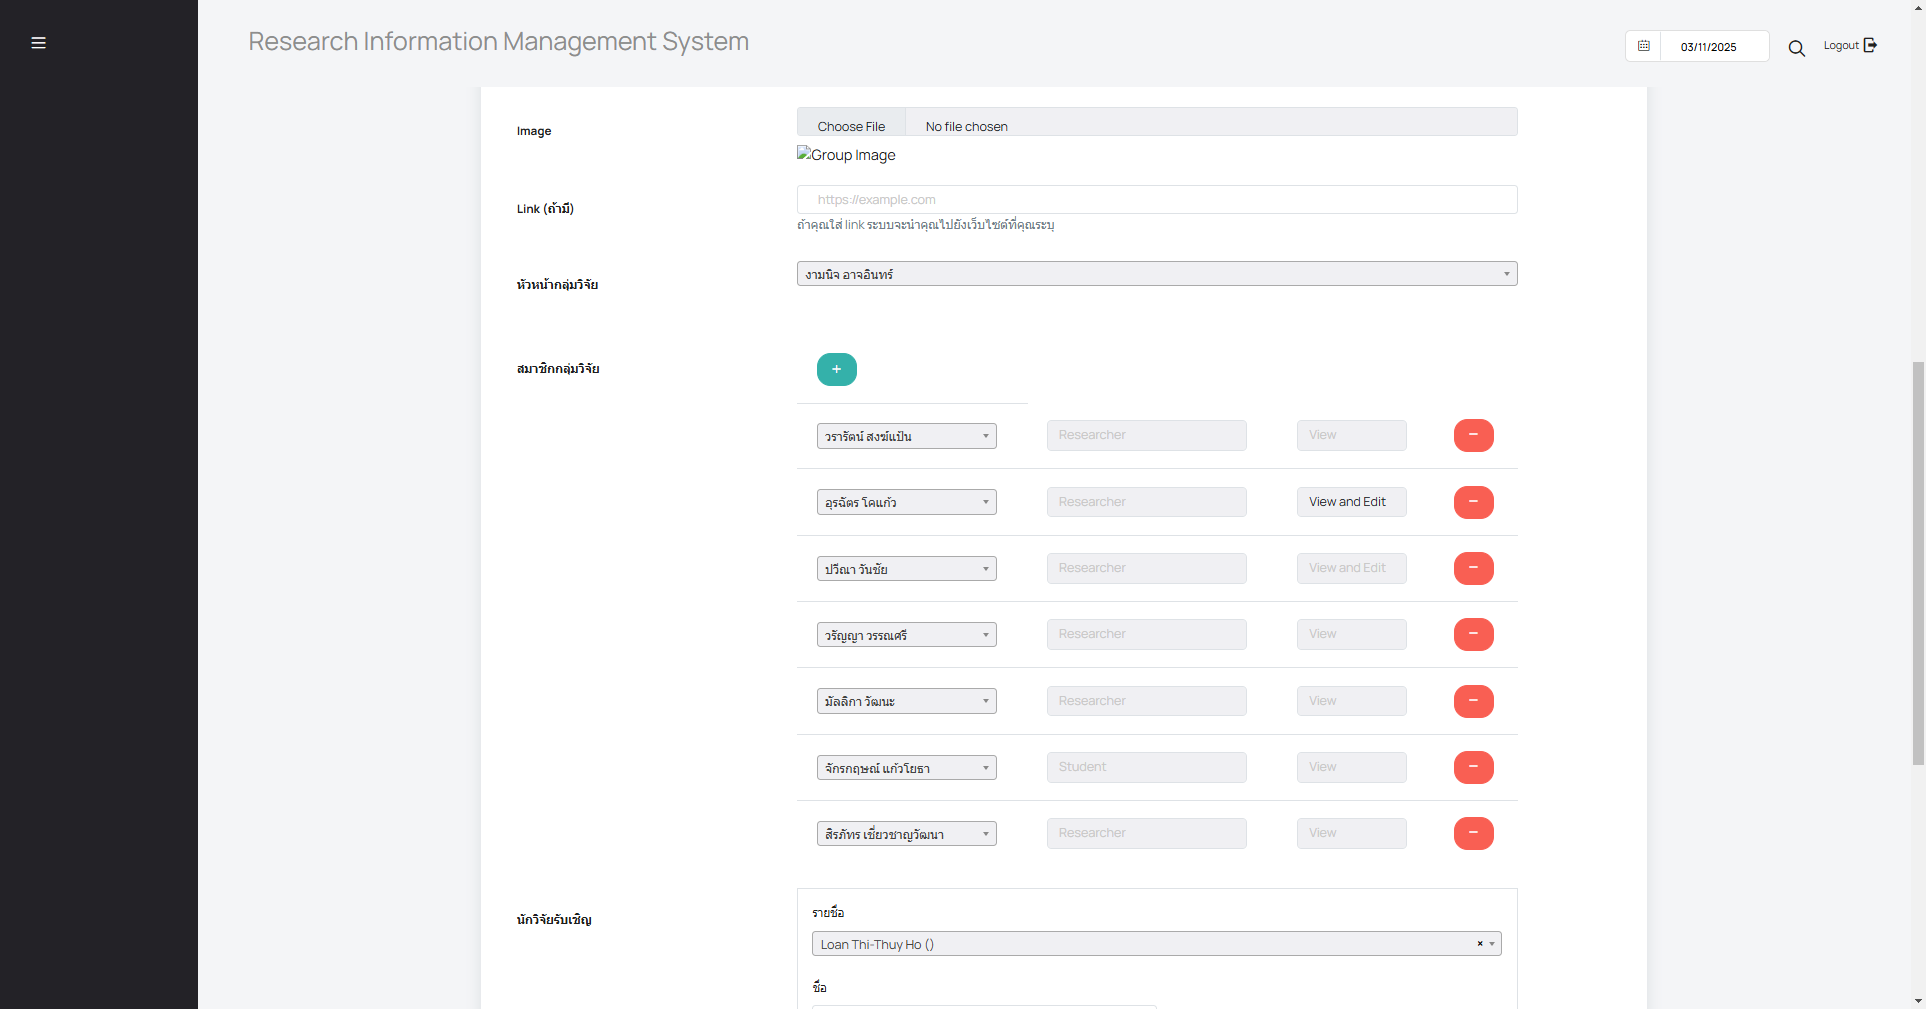 Research Information Management System
03/11/2025
Logout
Image
Choose File No file chosen
Group Image
Link (ถ้ามี)
https://example.com
ถ้าคุณใส่ link ระบบจะนำคุณไปยังเว็บไซต์ที่คุณระบุ
หัวหน้ากลุ่มวิจัย
งามนิจ อาจอินทร์
สมาชิกกลุ่มวิจัย
+
วรารัตน์ สงฆ์แป้น Researcher View −
อุรฉัตร โคแก้ว Researcher View and Edit −
ปวีณา วันชัย Researcher View and Edit −
วรัญญา วรรณศรี Researcher View −
มัลลิกา วัฒนะ Researcher View −
จักรกฤษณ์ แก้วโยธา Student View −
สิรภัทร เชี่ยวชาญวัฒนา Researcher View −
นักวิจัยรับเชิญ
รายชื่อ
Loan Thi-Thuy Ho () ×
ชื่อ